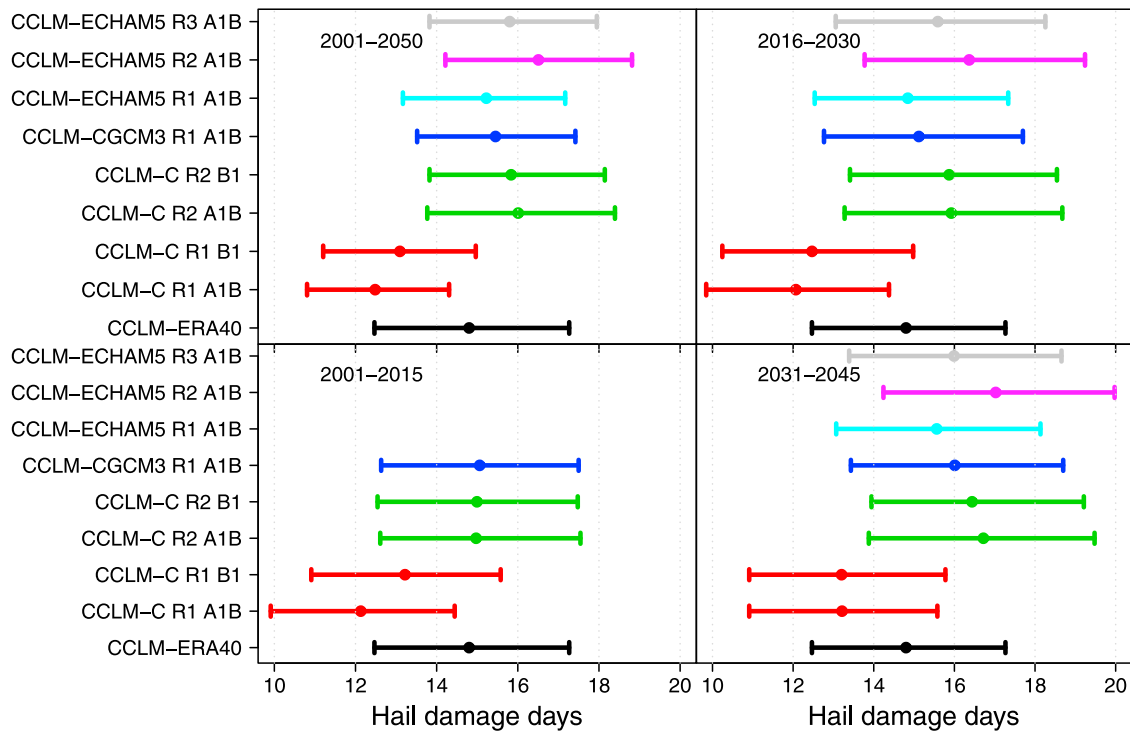 CCLM–ECHAM5 R3 A1B
CCLM–ECHAM5 R2 A1B
CCLM–ECHAM5 R1 A1B
CCLM–CGCM3 R1 A1B
CCLM–C R2 B1
CCLM–C R2 A1B
CCLM–C R1 B1
CCLM–C R1 A1B
CCLM–ERA40
2001–2050
2016–2030
CCLM–ECHAM5 R3 A1B
CCLM–ECHAM5 R2 A1B
CCLM–ECHAM5 R1 A1B
CCLM–CGCM3 R1 A1B
CCLM–C R2 B1
CCLM–C R2 A1B
CCLM–C R1 B1
CCLM–C R1 A1B
CCLM–ERA40
2001–2015
2031–2045
10 12 14 16 18 20
10 12 14 16 18 20
Hail damage days
Hail damage days